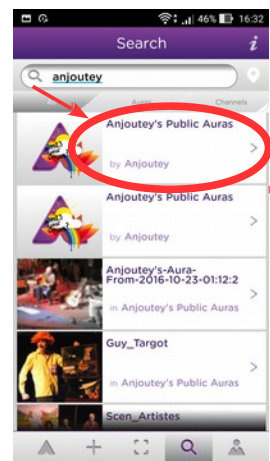 46% 16:32
Search
i
anjoutey
Auras
Channels
Anjoutey's Public Auras
by Anjoutey
Anjoutey's Public Auras
by Anjoutey
Anjoutey's-Aura-
From-2016-10-23-01:12:2
in Anjoutey's Public Auras
Guy_Targot
in Anjoutey's Public Auras
Scen_Artistes